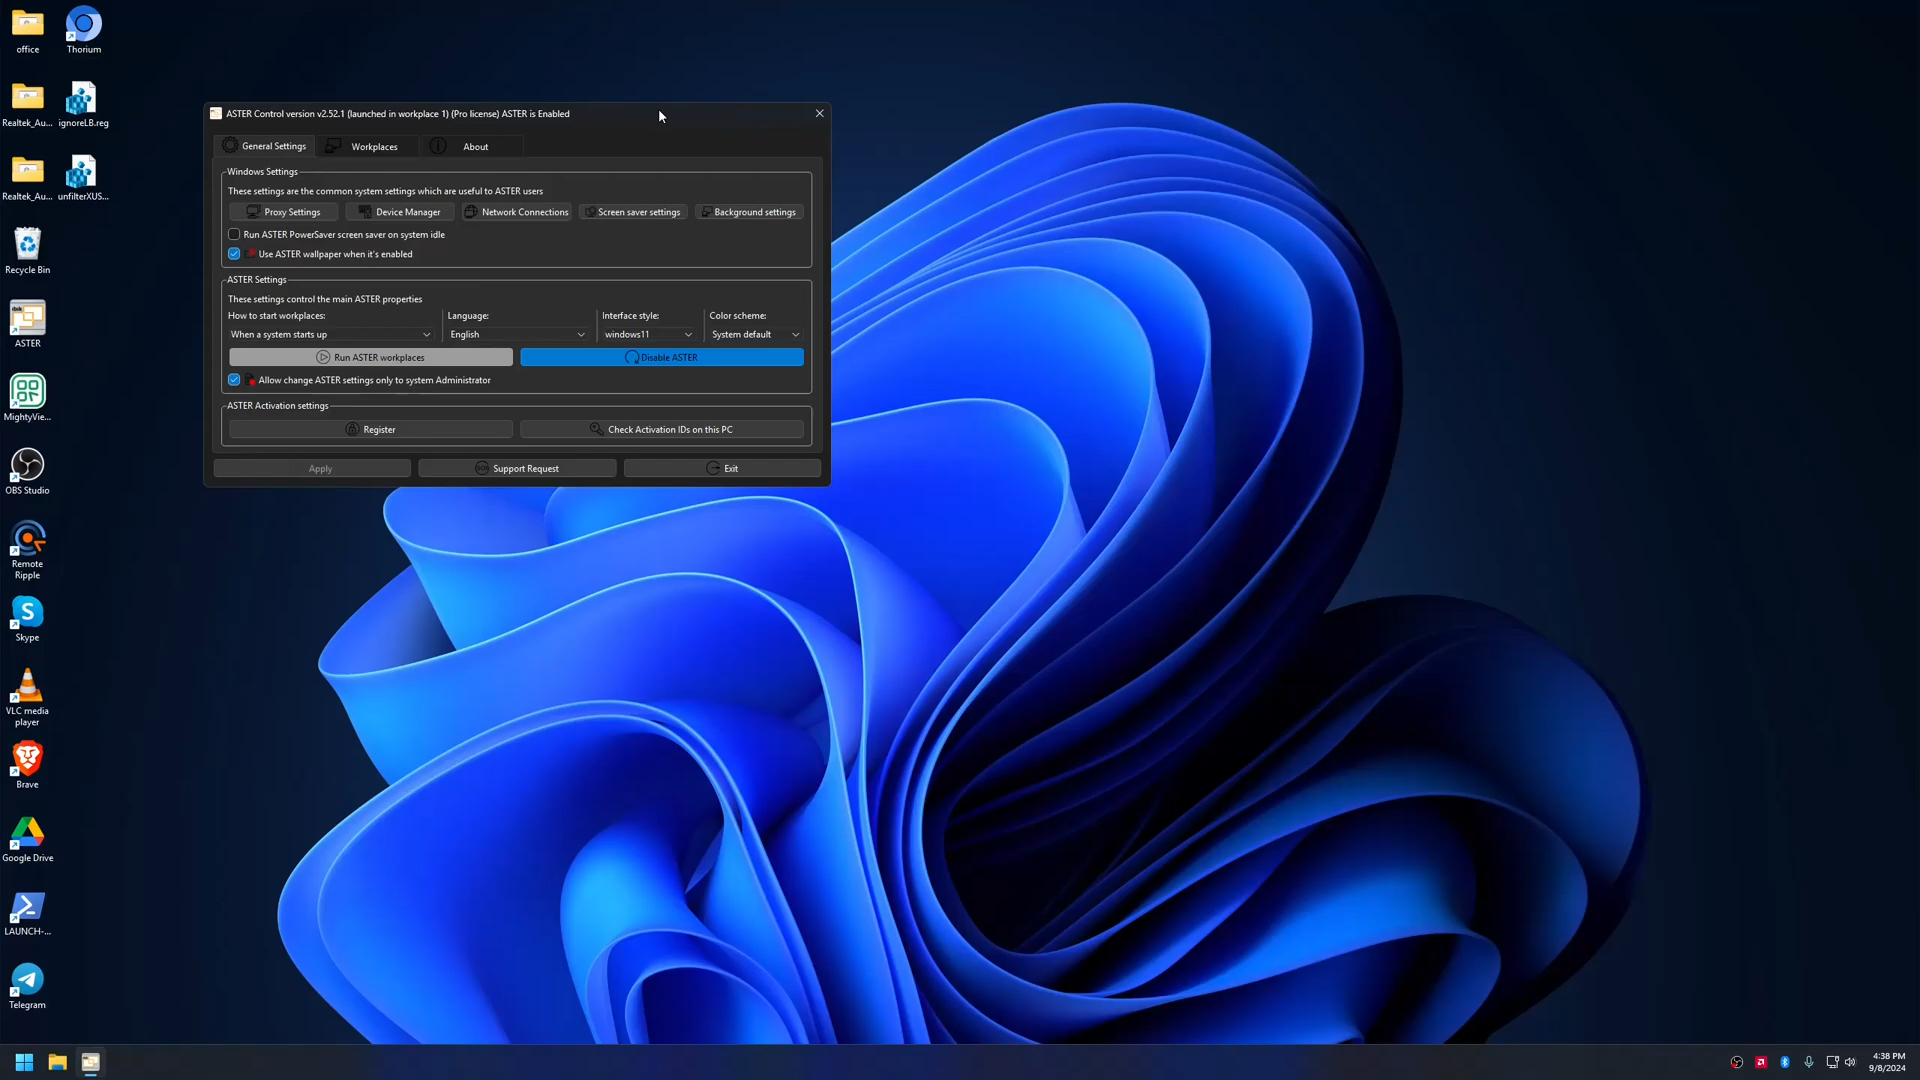 office
Thorium
Realtek_Au...
ignoreLB.reg
Realtek_Au...
unfilterXUS...
Recycle Bin
ASTER
MightyVie...
OBS Studio
Remote
Ripple
Skype
VLC media
player
Brave
Google Drive
LAUNCH-...
Telegram
ASTER Control version v2.52.1 (launched in workplace 1) (Pro license) ASTER is Enabled
General Settings
Workplaces
About
Windows Settings
These settings are the common system settings which are useful to ASTER users
Proxy Settings
Device Manager
Network Connections
Screen saver settings
Background settings
Run ASTER PowerSaver screen saver on system idle
Use ASTER wallpaper when it's enabled
ASTER Settings
These settings control the main ASTER properties
How to start workplaces:
Language:
Interface style:
Color scheme:
When a system starts up
English
windows11
System default
Run ASTER workplaces
Disable ASTER
Allow change ASTER settings only to system Administrator
ASTER Activation settings
Register
Check Activation IDs on this PC
Apply
Support Request
Exit
4:38 PM
9/8/2024